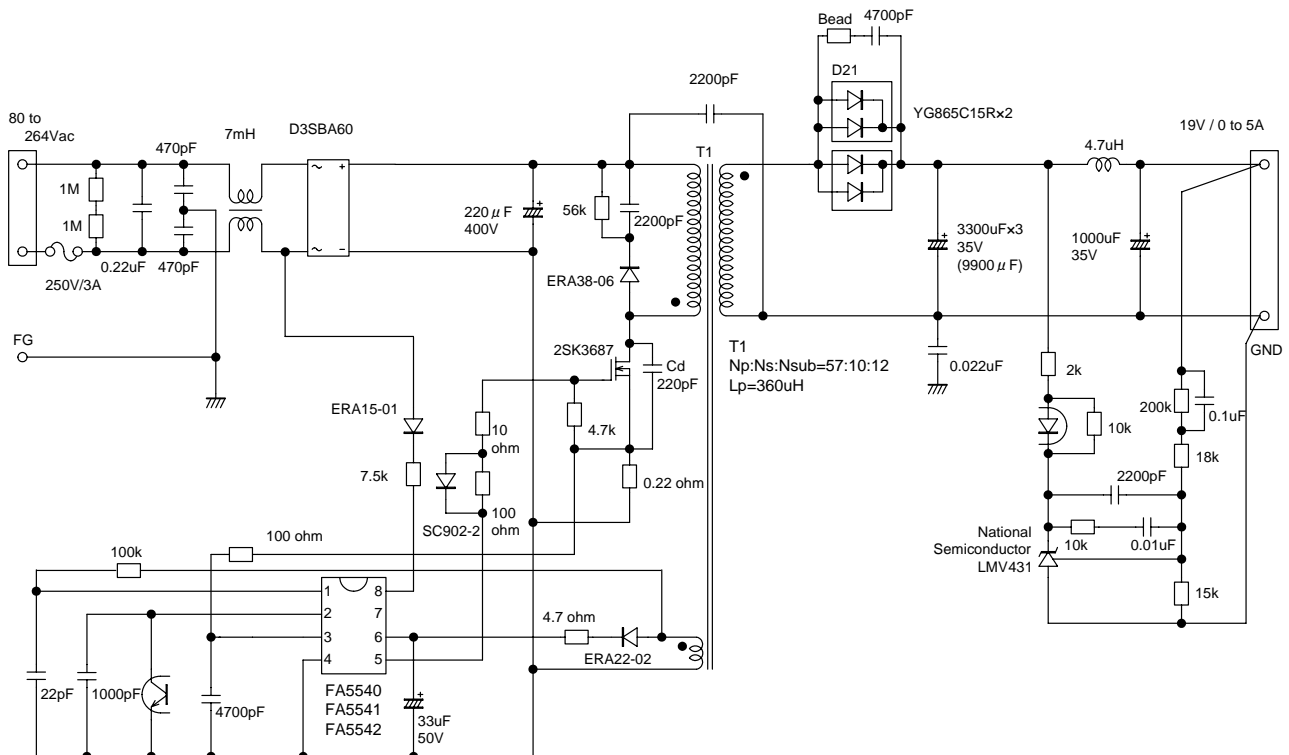 Bead
4700pF
D21
YG865C15R×2
2200pF
80 to
264Vac
7mH
D3SBA60
470pF
1M
1M
0.22uF
470pF
250V/3A
FG
220μF
400V
56k
2200pF
ERA38-06
T1
4.7uH
19V / 0 to 5A
3300uF×3
35V
(9900μF)
1000uF
35V
GND
T1
Np:Ns:Nsub=57:10:12
Lp=360uH
0.022uF
2SK3687
Cd
220pF
ERA15-01
7.5k
10
ohm
4.7k
0.22 ohm
SC902-2
100
ohm
100 ohm
100k
2k
10k
200k
0.1uF
18k
2200pF
10k
0.01uF
National
Semiconductor
LMV431
15k
1
2
3
4
8
7
6
5
4.7 ohm
ERA22-02
22pF
1000pF
4700pF
FA5540
FA5541
FA5542
33uF
50V
+
+
+
+
~
~
+
−